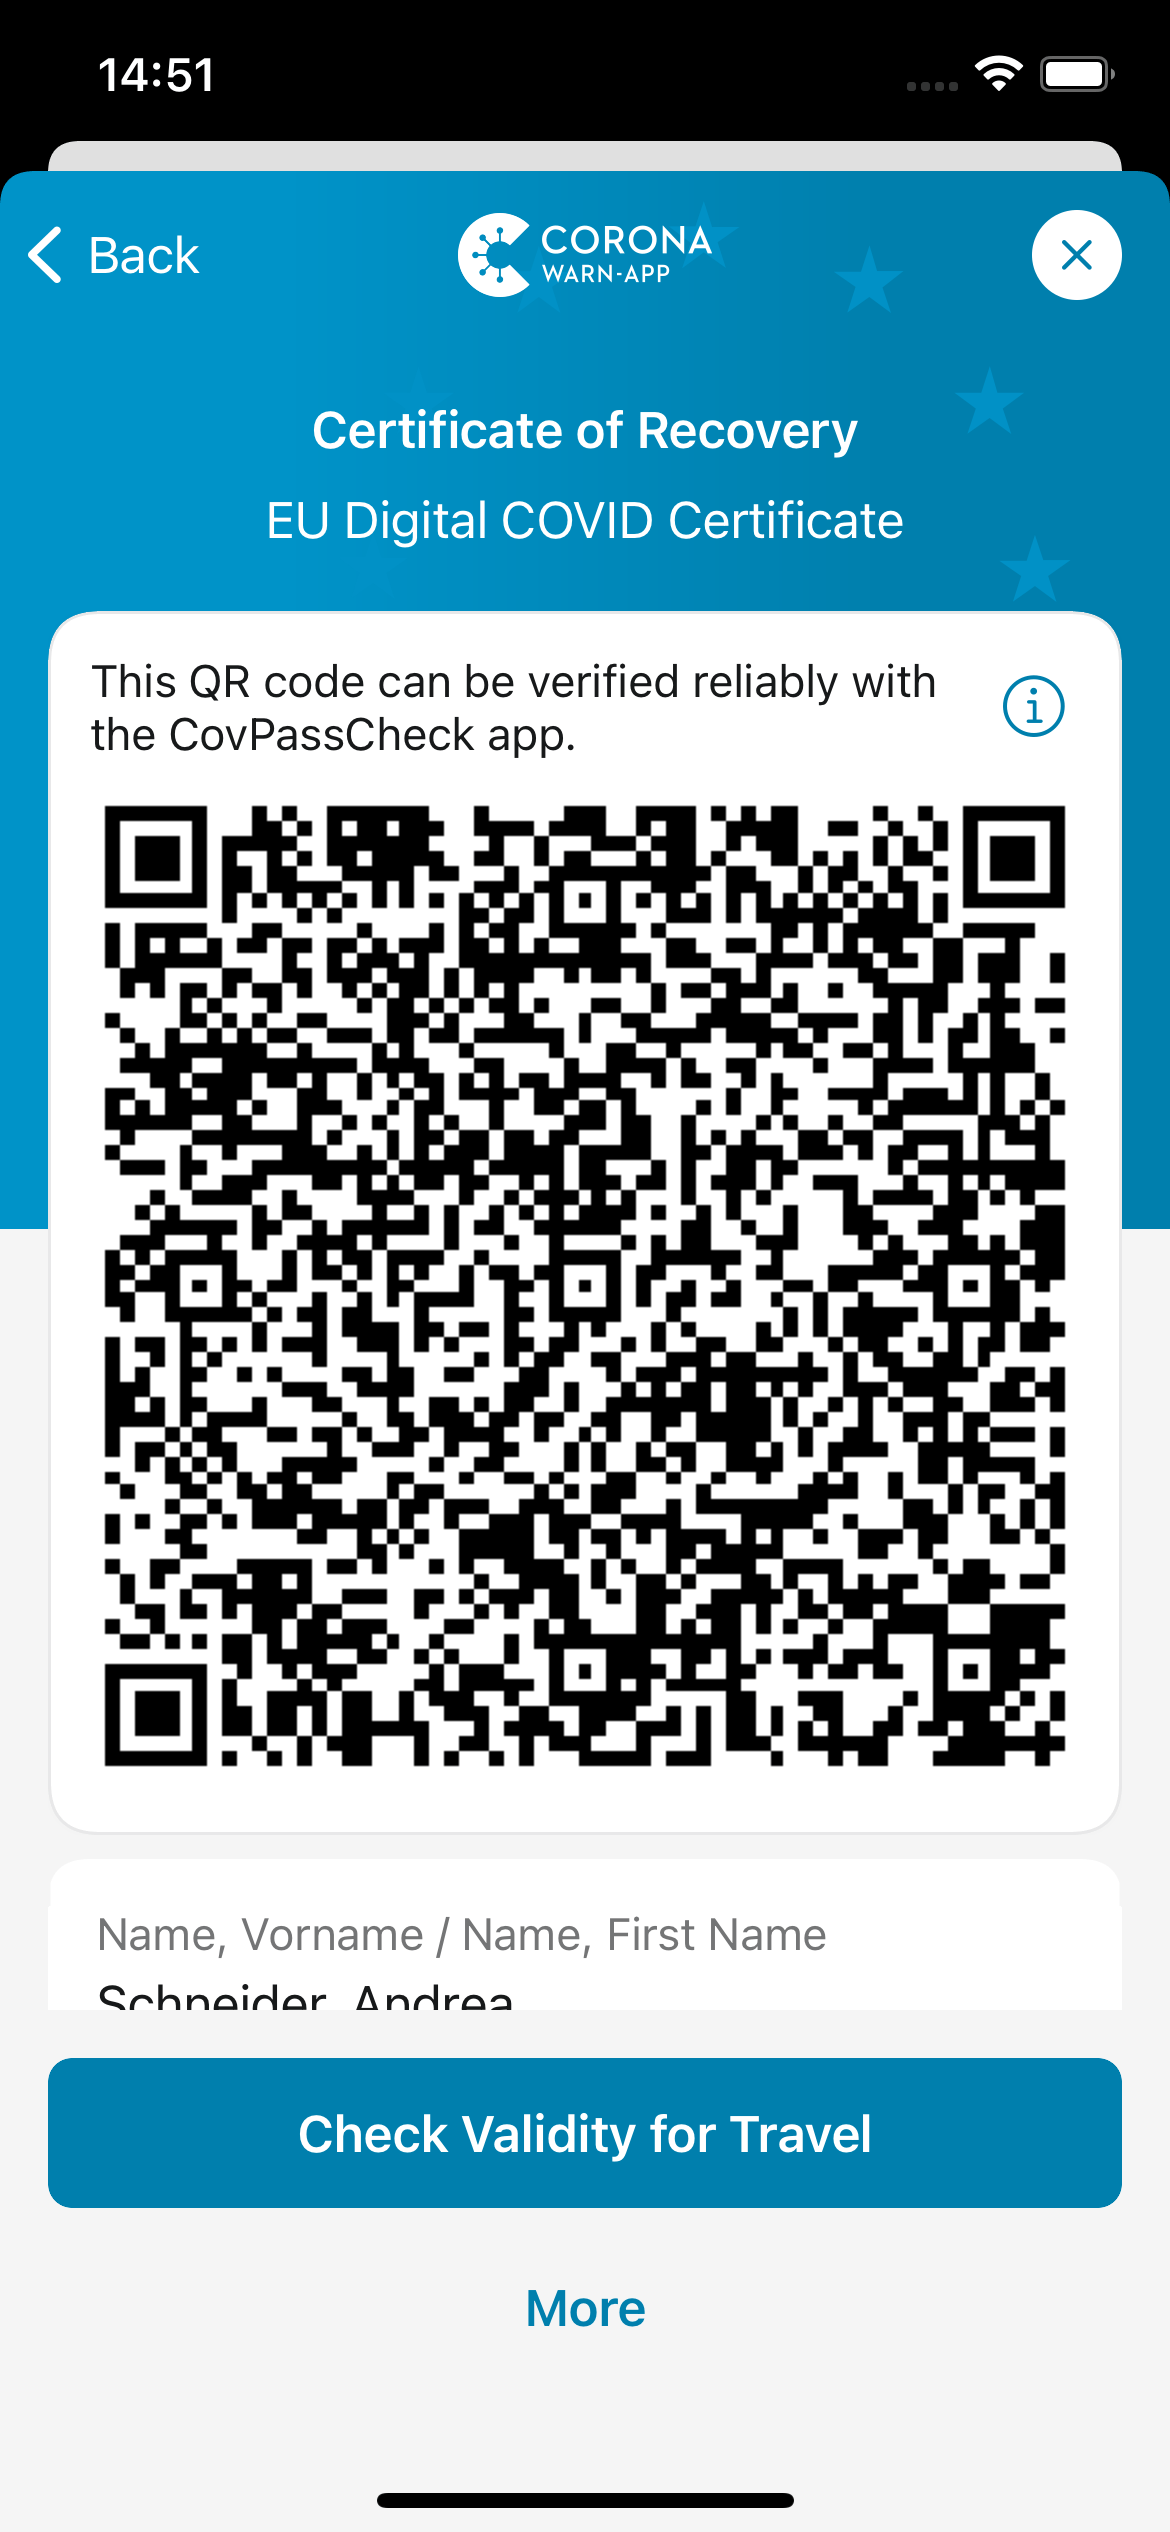 14:51
Back
CORONA
WARN-APP
Certificate of Recovery
EU Digital COVID Certificate
This QR code can be verified reliably with
the CovPassCheck app.
Name, Vorname / Name, First Name
Schneider, Andrea
Check Validity for Travel
More